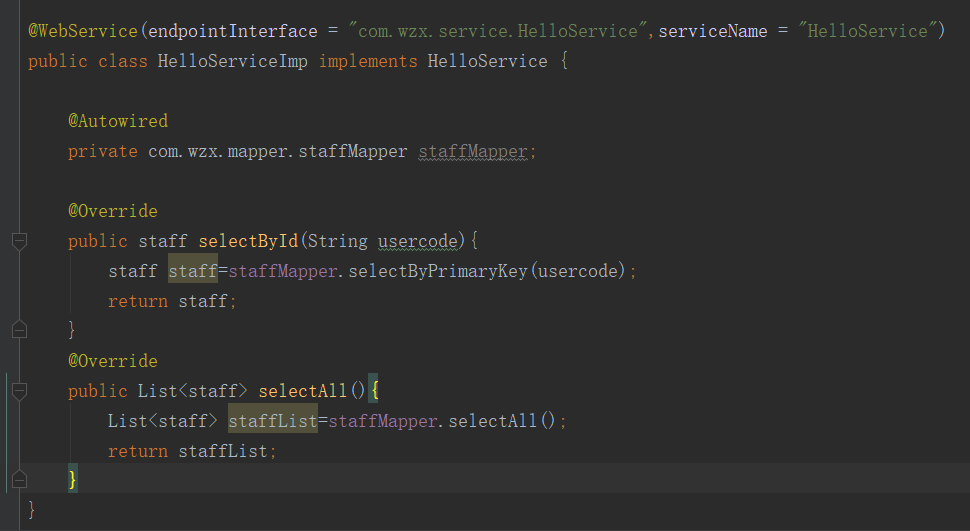 @WebService(endpointInterface = "com.wzx.service.HelloService",serviceName = "HelloService")
public class HelloServiceImp implements HelloService {
@Autowired
private com.wzx.mapper.staffMapper staffMapper;
@Override
public staff selectById(String usercode){
staff staff=staffMapper.selectByPrimaryKey(usercode);
return staff;
}
@Override
public List<staff> selectAll(){
List<staff> staffList=staffMapper.selectAll();
return staffList;
}
}